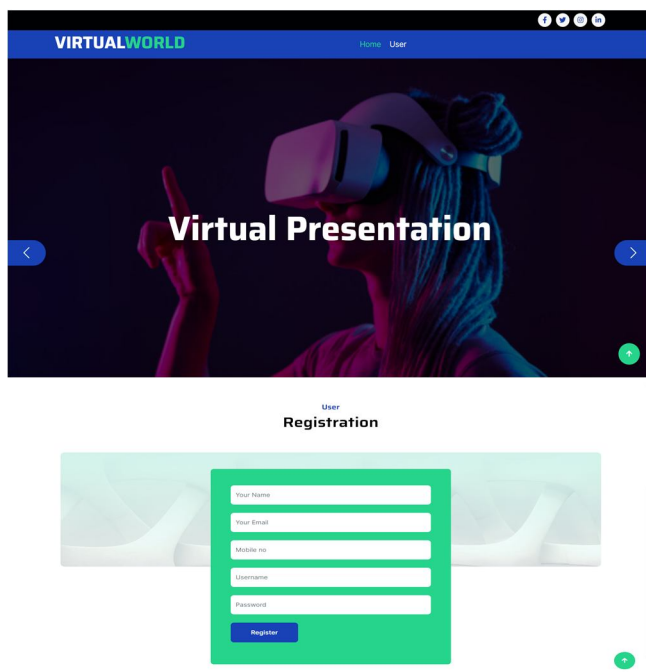 VIRTUALWORLD
Home User
Virtual Presentation
User
Registration
Your Name
Your Email
Mobile no
Username
Password
Register